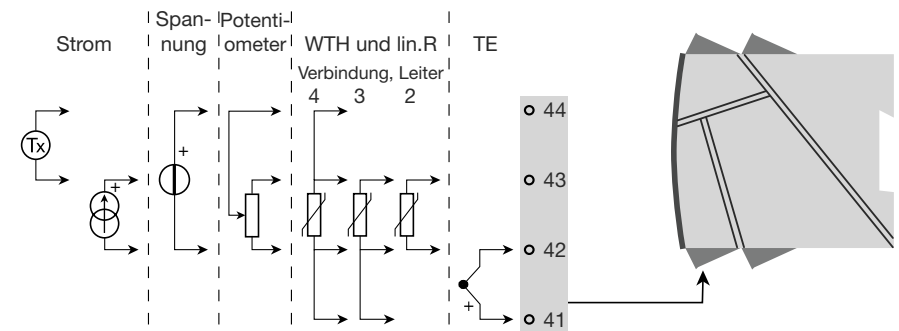 Strom
Span-
nung
Potenti-
ometer
WTH und lin.R
Verbindung, Leiter
4 3 2
TE
Tx
+
+
+
44
43
42
41